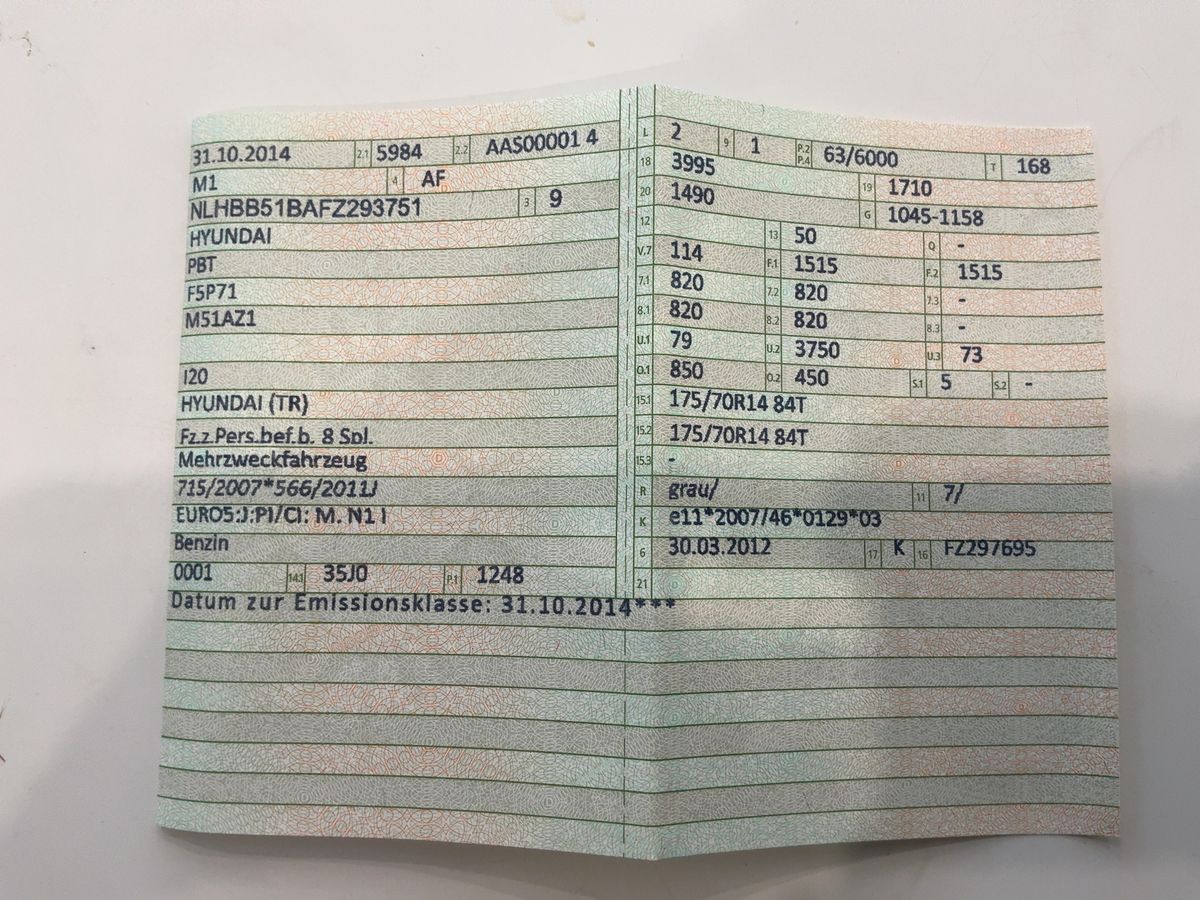 31.10.2014 2.1 5984 2.2 AAS00001 4
M1 4 AF
NLHBB51BAFZ293751 3 9
HYUNDAI
PBT
F5P71
M51AZ1
I20
HYUNDAI (TR)
Fz.z.Pers.bef.b. 8 Spl.
Mehrzweckfahrzeug
715/2007*566/2011J
EURO5;J;PI/CI; M, N1 I
Benzin
0001 14.1 35J0 P.1 1248
Datum zur Emissionsklasse: 31.10.2014***
L 2 9 1 P.2 P.4 63/6000 T 168
18 3995 19 1710
20 1490 G 1045-1158
12 13 50 Q -
V.7 114 F.1 1515 F.2 1515
7.1 820 7.2 820 7.3 -
8.1 820 8.2 820 8.3 -
U.1 79 U.2 3750 U.3 73
O.1 850 O.2 450 S.1 5 S.2 -
15.1 175/70R14 84T
15.2 175/70R14 84T
15.3 -
R grau/ 11 7/
K e11*2007/46*0129*03
6 30.03.2012 17 K 16 FZ297695
21